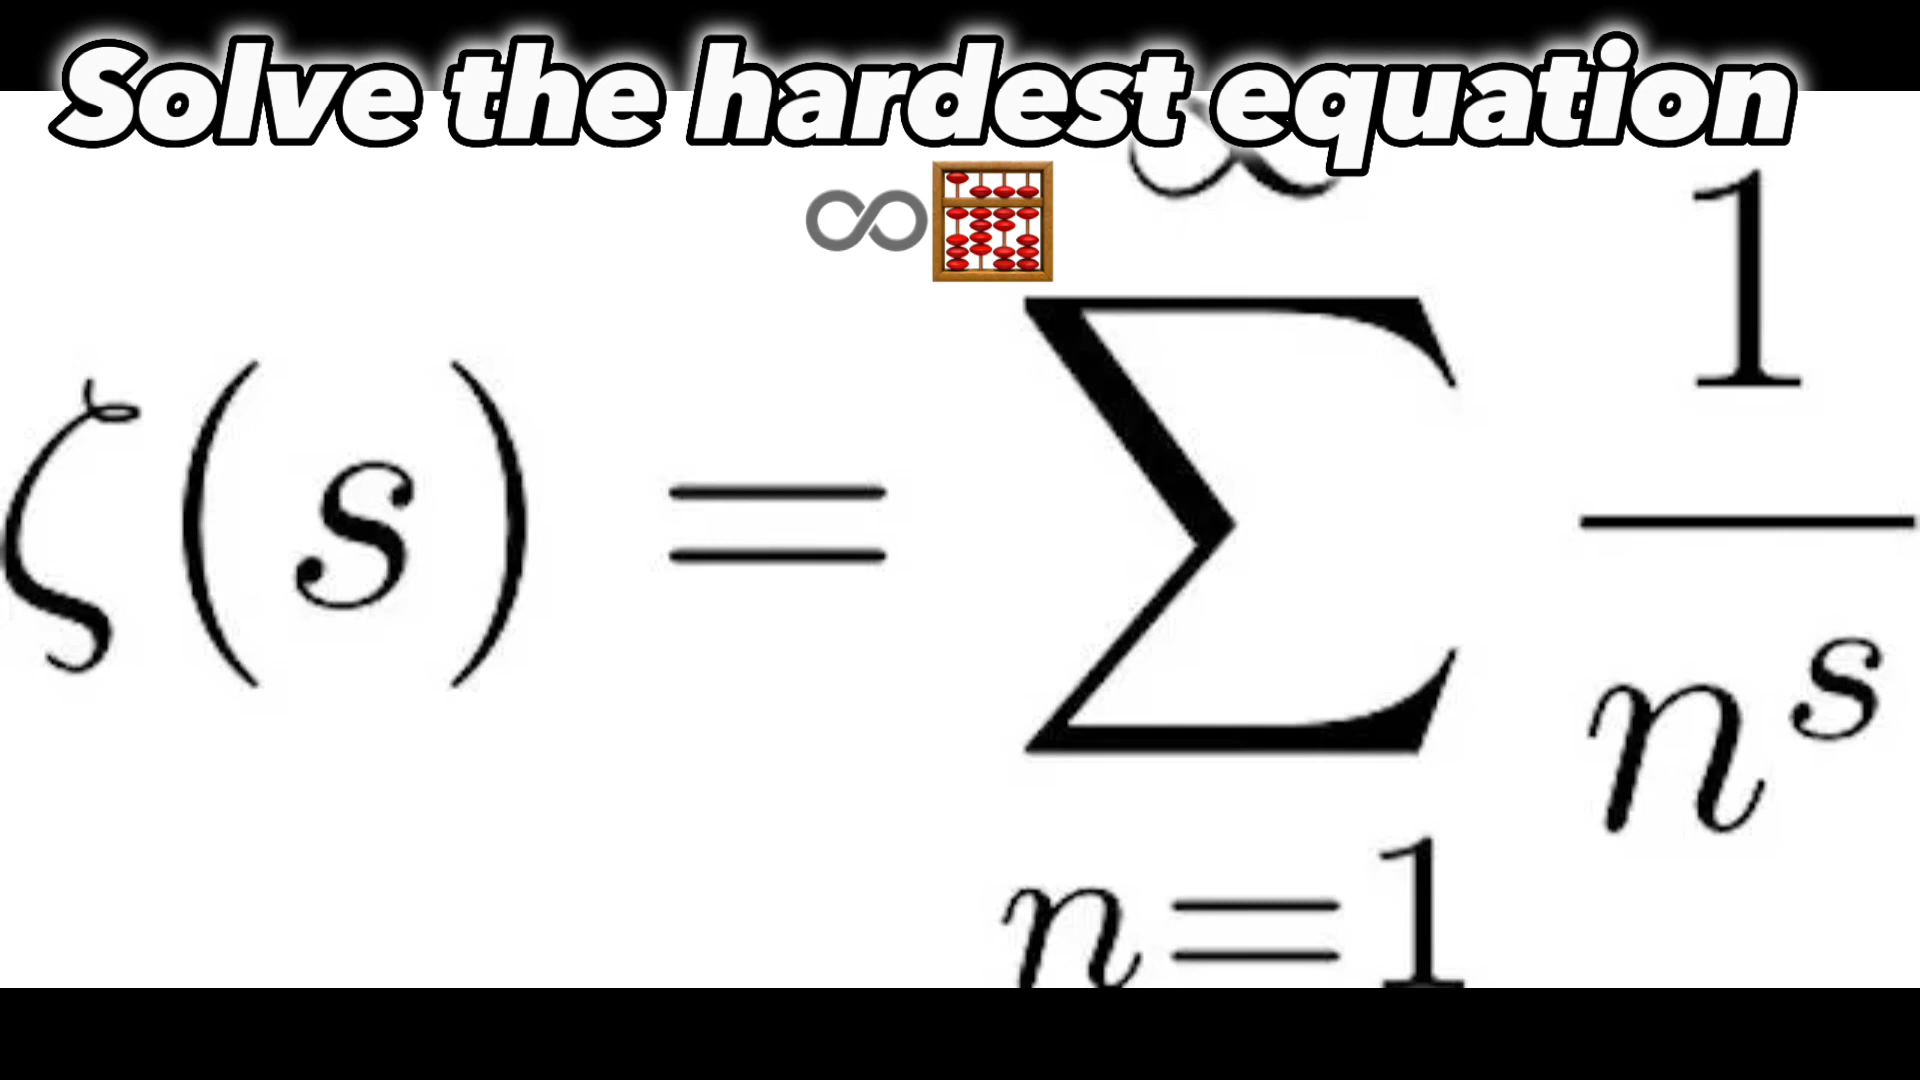 Solve the hardest equation
∞🧮
ζ(s) = ∑ 1/n^s
∞
n=1